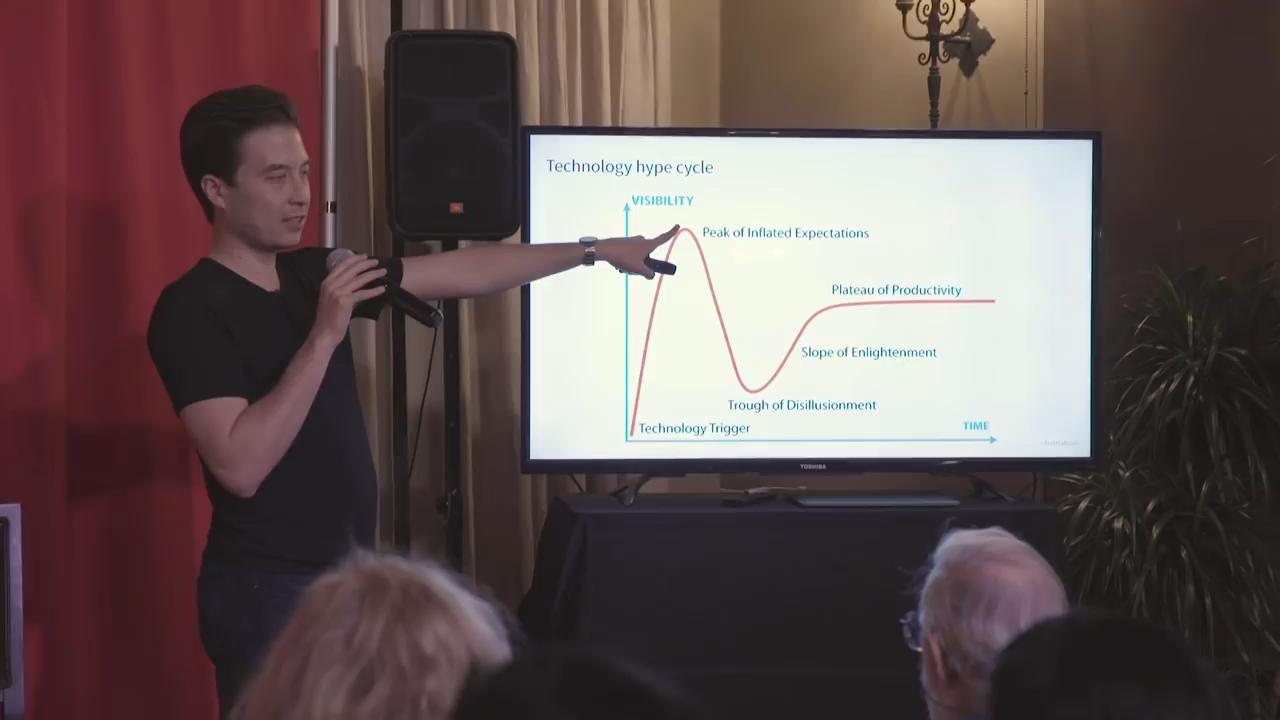 Technology hype cycle
VISIBILITY
Peak of Inflated Expectations
Plateau of Productivity
Slope of Enlightenment
Trough of Disillusionment
Technology Trigger
TIME
TOSHIBA
JBL